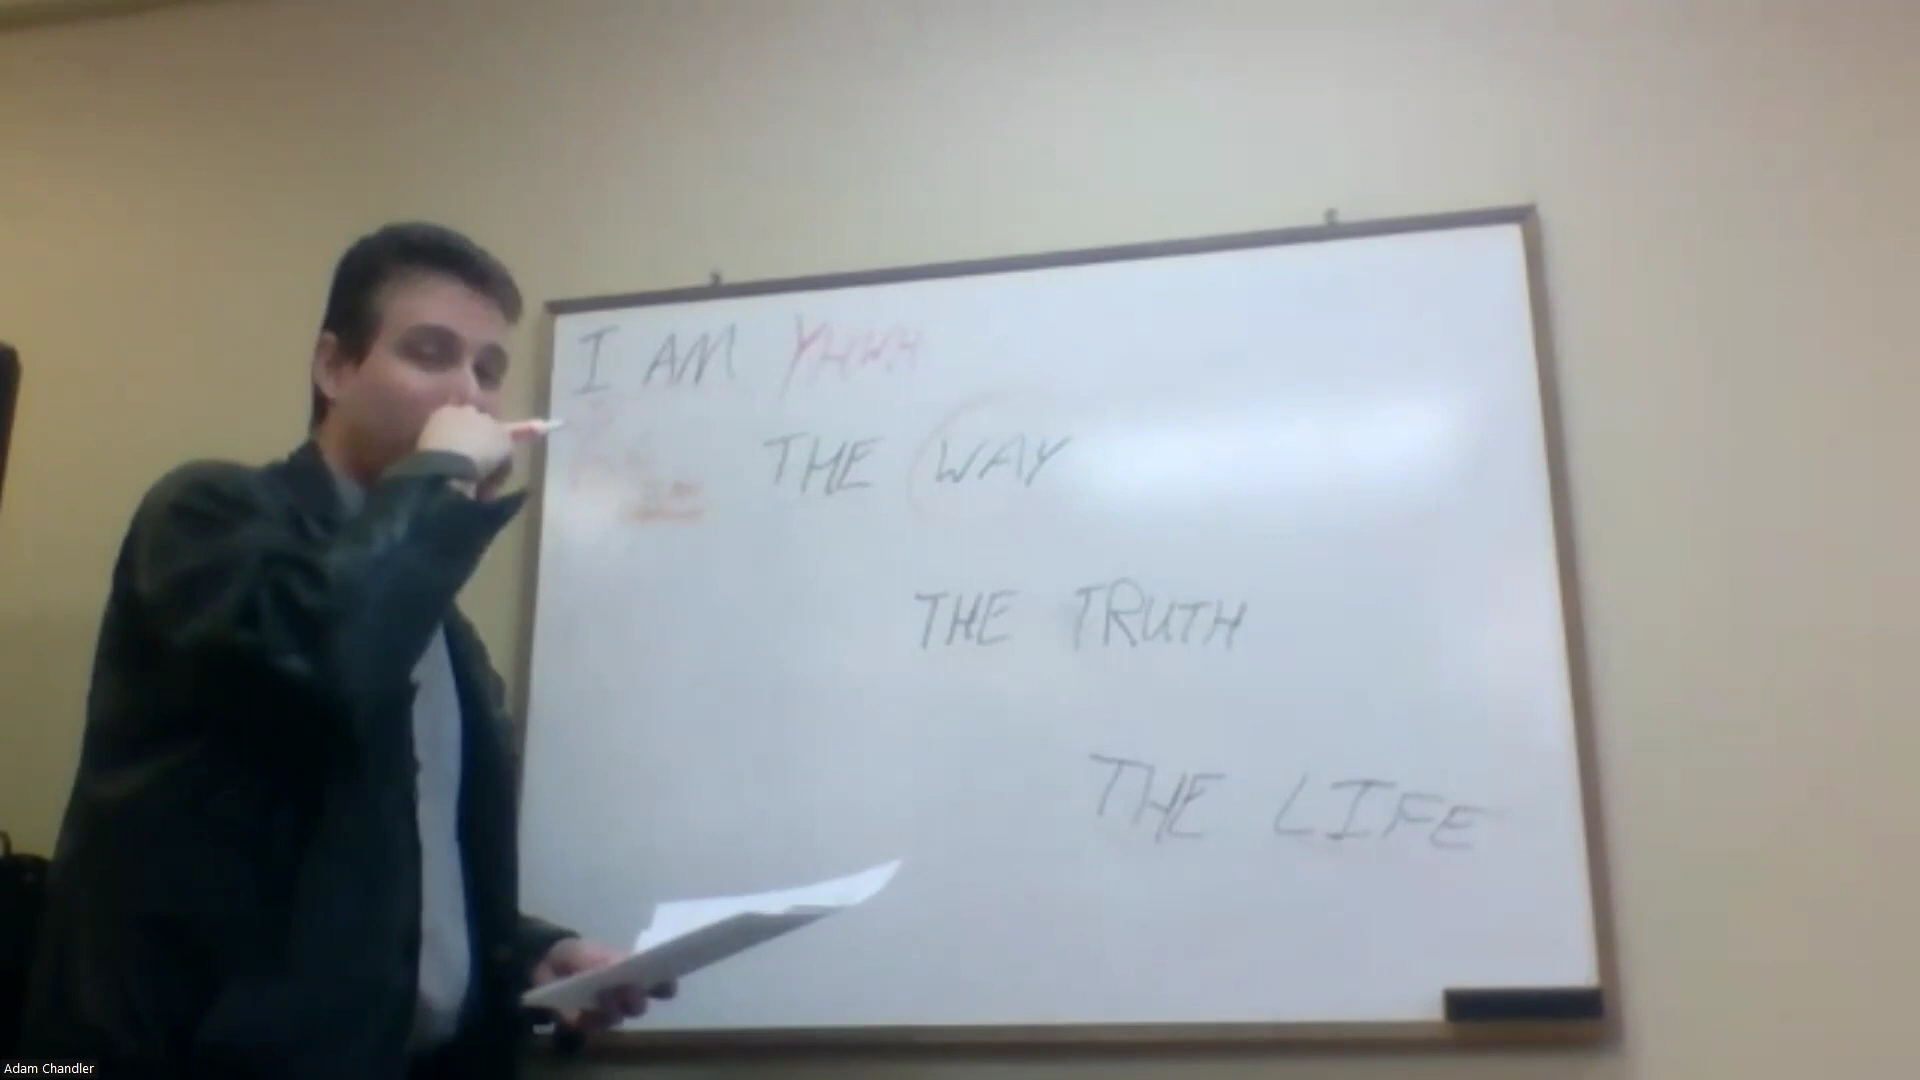 I AM YHWH
THE WAY
THE TRUTH
THE LIFE
Adam Chandler